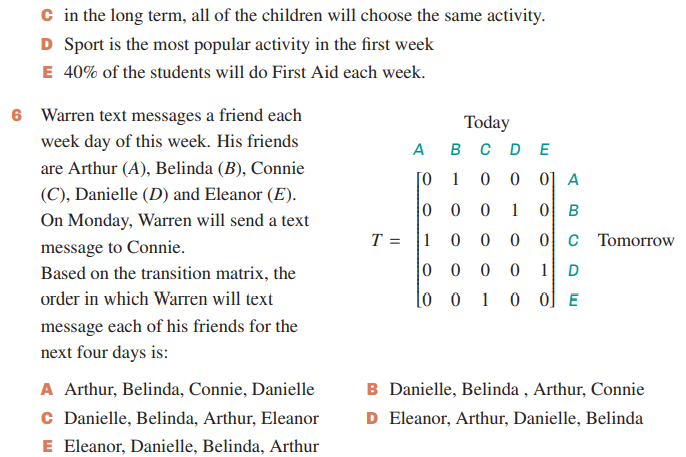 C in the long term, all of the children will choose the same activity.
D Sport is the most popular activity in the first week
E 40% of the students will do First Aid each week.
6 Warren text messages a friend each
week day of this week. His friends
are Arthur (A), Belinda (B), Connie
(C), Danielle (D) and Eleanor (E).
On Monday, Warren will send a text
message to Connie.
Based on the transition matrix, the
order in which Warren will text
message each of his friends for the
next four days is:
Today
A B C D E
[0 1 0 0 0] A
0 0 0 1 0 B
T = 1 0 0 0 0 C Tomorrow
0 0 0 0 1 D
[0 0 1 0 0] E
A Arthur, Belinda, Connie, Danielle
B Danielle, Belinda , Arthur, Connie
C Danielle, Belinda, Arthur, Eleanor
D Eleanor, Arthur, Danielle, Belinda
E Eleanor, Danielle, Belinda, Arthur